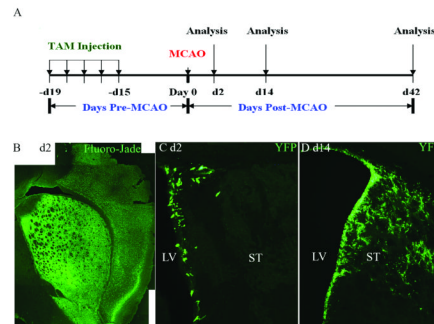 A
Analysis Analysis Analysis
TAM Injection MCAO
-d19 -d15 Day 0 d2 d14 d42
Days Pre-MCAO Days Post-MCAO
B d2 Fluoro-Jade C d2 YFP D d14 YF
LV ST LV ST